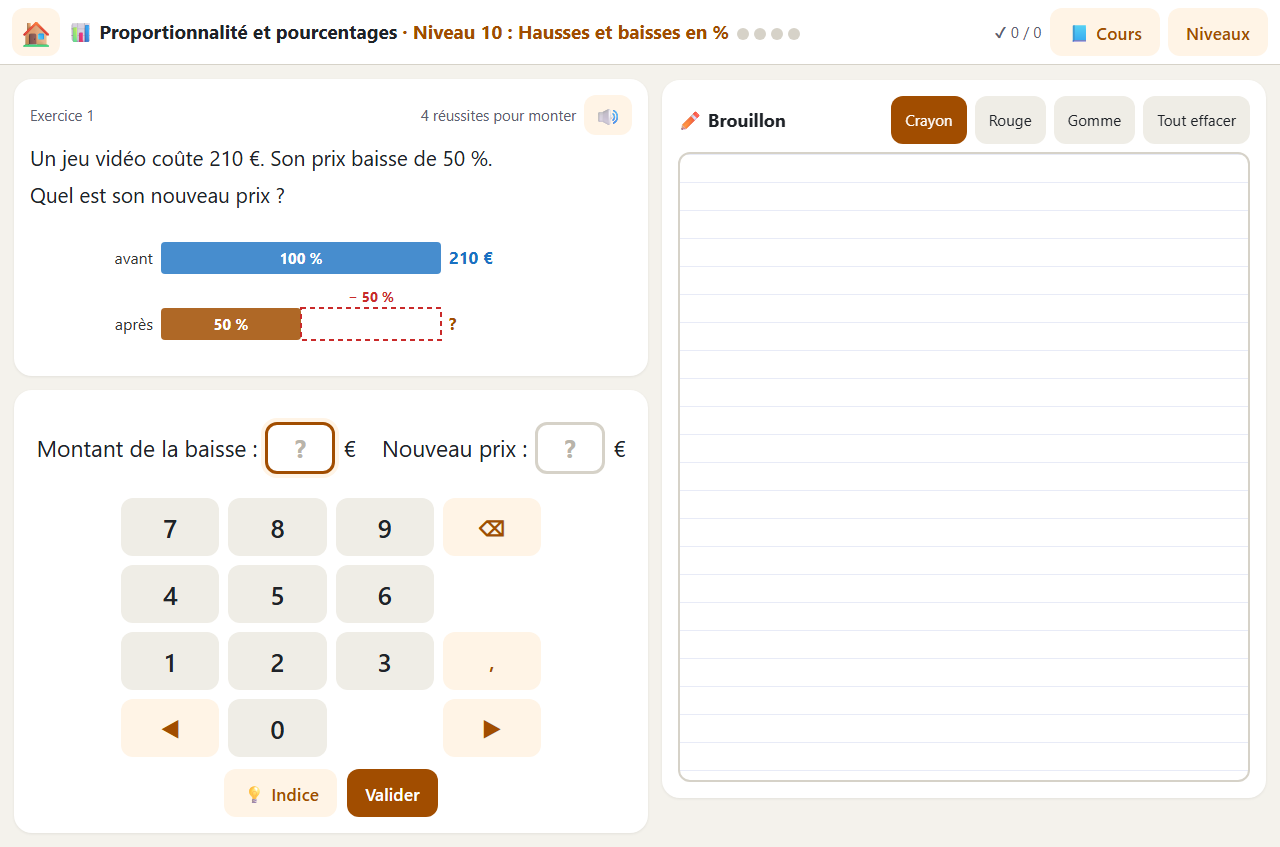 Proportionnalité et pourcentages · Niveau 10 : Hausses et baisses en %
✓ 0 / 0
Cours
Niveaux
Exercice 1
4 réussites pour monter
Un jeu vidéo coûte 210 €. Son prix baisse de 50 %.
Quel est son nouveau prix ?
avant
100 %
210 €
− 50 %
après
50 %
?
Montant de la baisse : ? € Nouveau prix : ? €
7 8 9 ⌫
4 5 6
1 2 3 ,
◀ 0 ▶
Indice
Valider
Brouillon
Crayon
Rouge
Gomme
Tout effacer